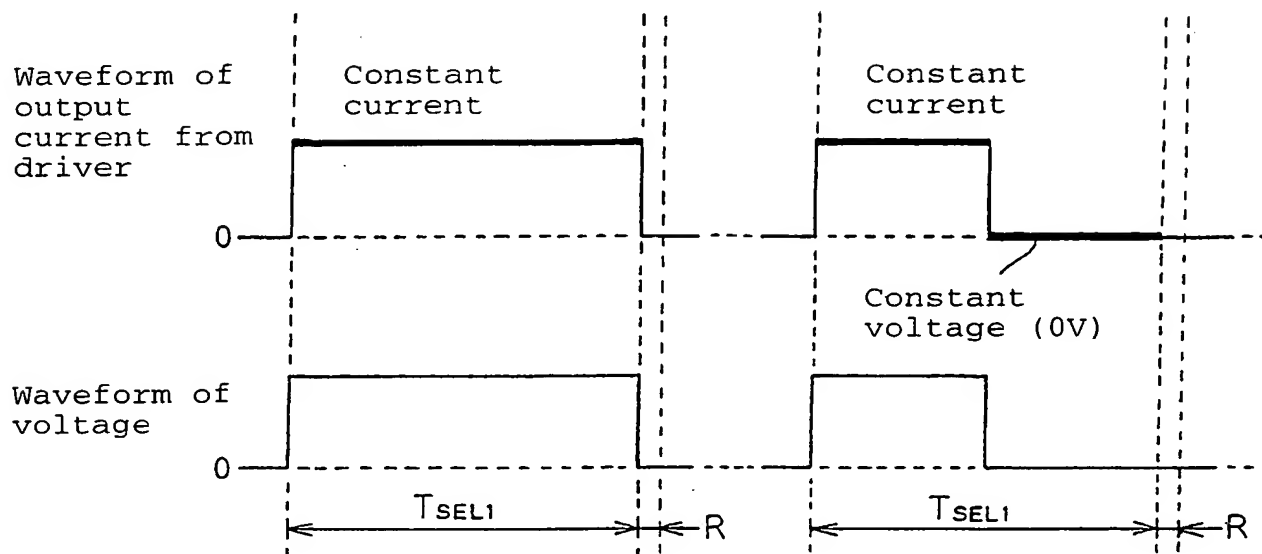 Waveform of
output
current from
driver
Constant
current
Constant
current
0
Constant
voltage (0V)
Waveform of
voltage
0
TSEL1
R
TSEL1
R